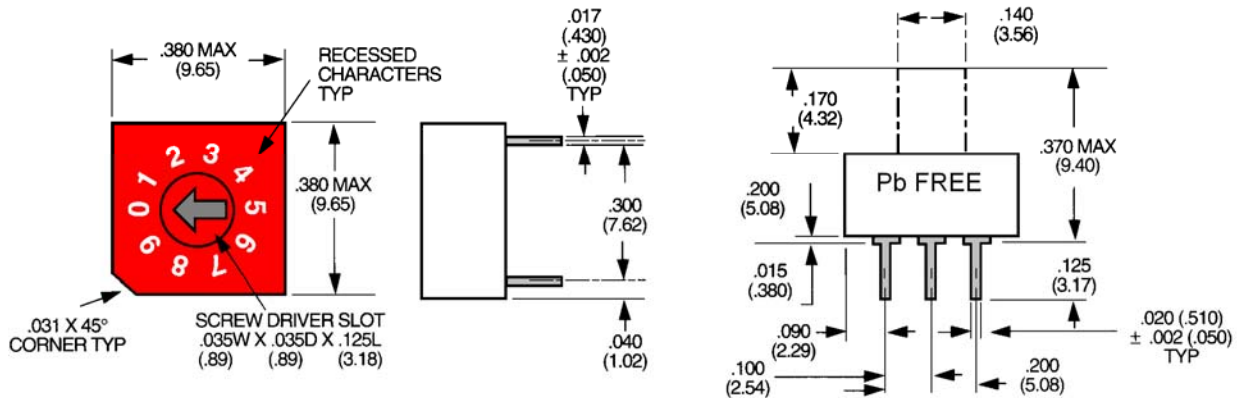 .380 MAX
(9.65)
RECESSED
CHARACTERS
TYP
2 3
1 4
0 5
9 6
8 7
.380 MAX
(9.65)
.031 X 45°
CORNER TYP
SCREW DRIVER SLOT
.035W X .035D X .125L
(.89) (.89) (3.18)
.017
(.430)
± .002
(.050)
TYP
.300
(7.62)
.040
(1.02)
.140
(3.56)
.170
(4.32)
.370 MAX
(9.40)
Pb FREE
.200
(5.08)
.015
(.380)
.125
(3.17)
.090
(2.29)
.020 (.510)
± .002 (.050)
TYP
.100
(2.54)
.200
(5.08)